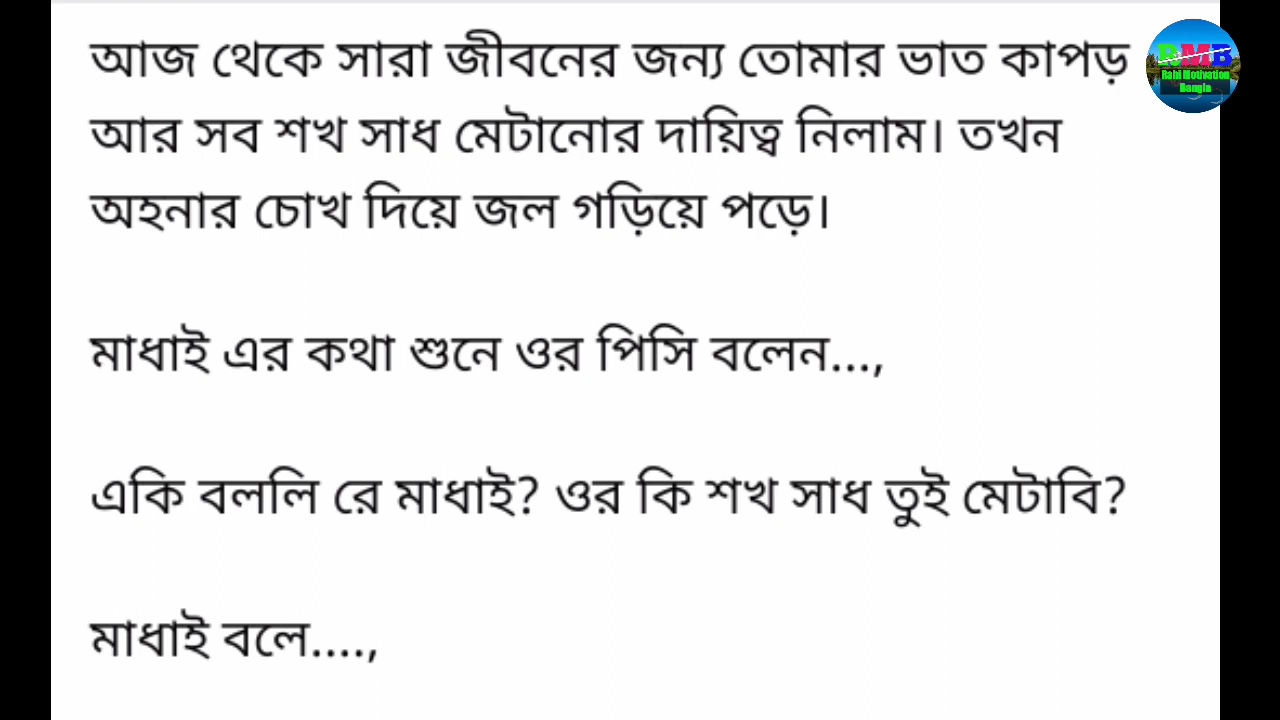 আজ থেকে সারা জীবনের জন্য তোমার ভাত কাপড়
আর সব শখ সাধ মেটানোর দায়িত্ব নিলাম। তখন
অহনার চোখ দিয়ে জল গড়িয়ে পড়ে।
মাধাই এর কথা শুনে ওর পিসি বলেন...,
একি বললি রে মাধাই? ওর কি শখ সাধ তুই মেটাবি?
মাধাই বলে....,
RMB
Rahi Motivation
Bangla